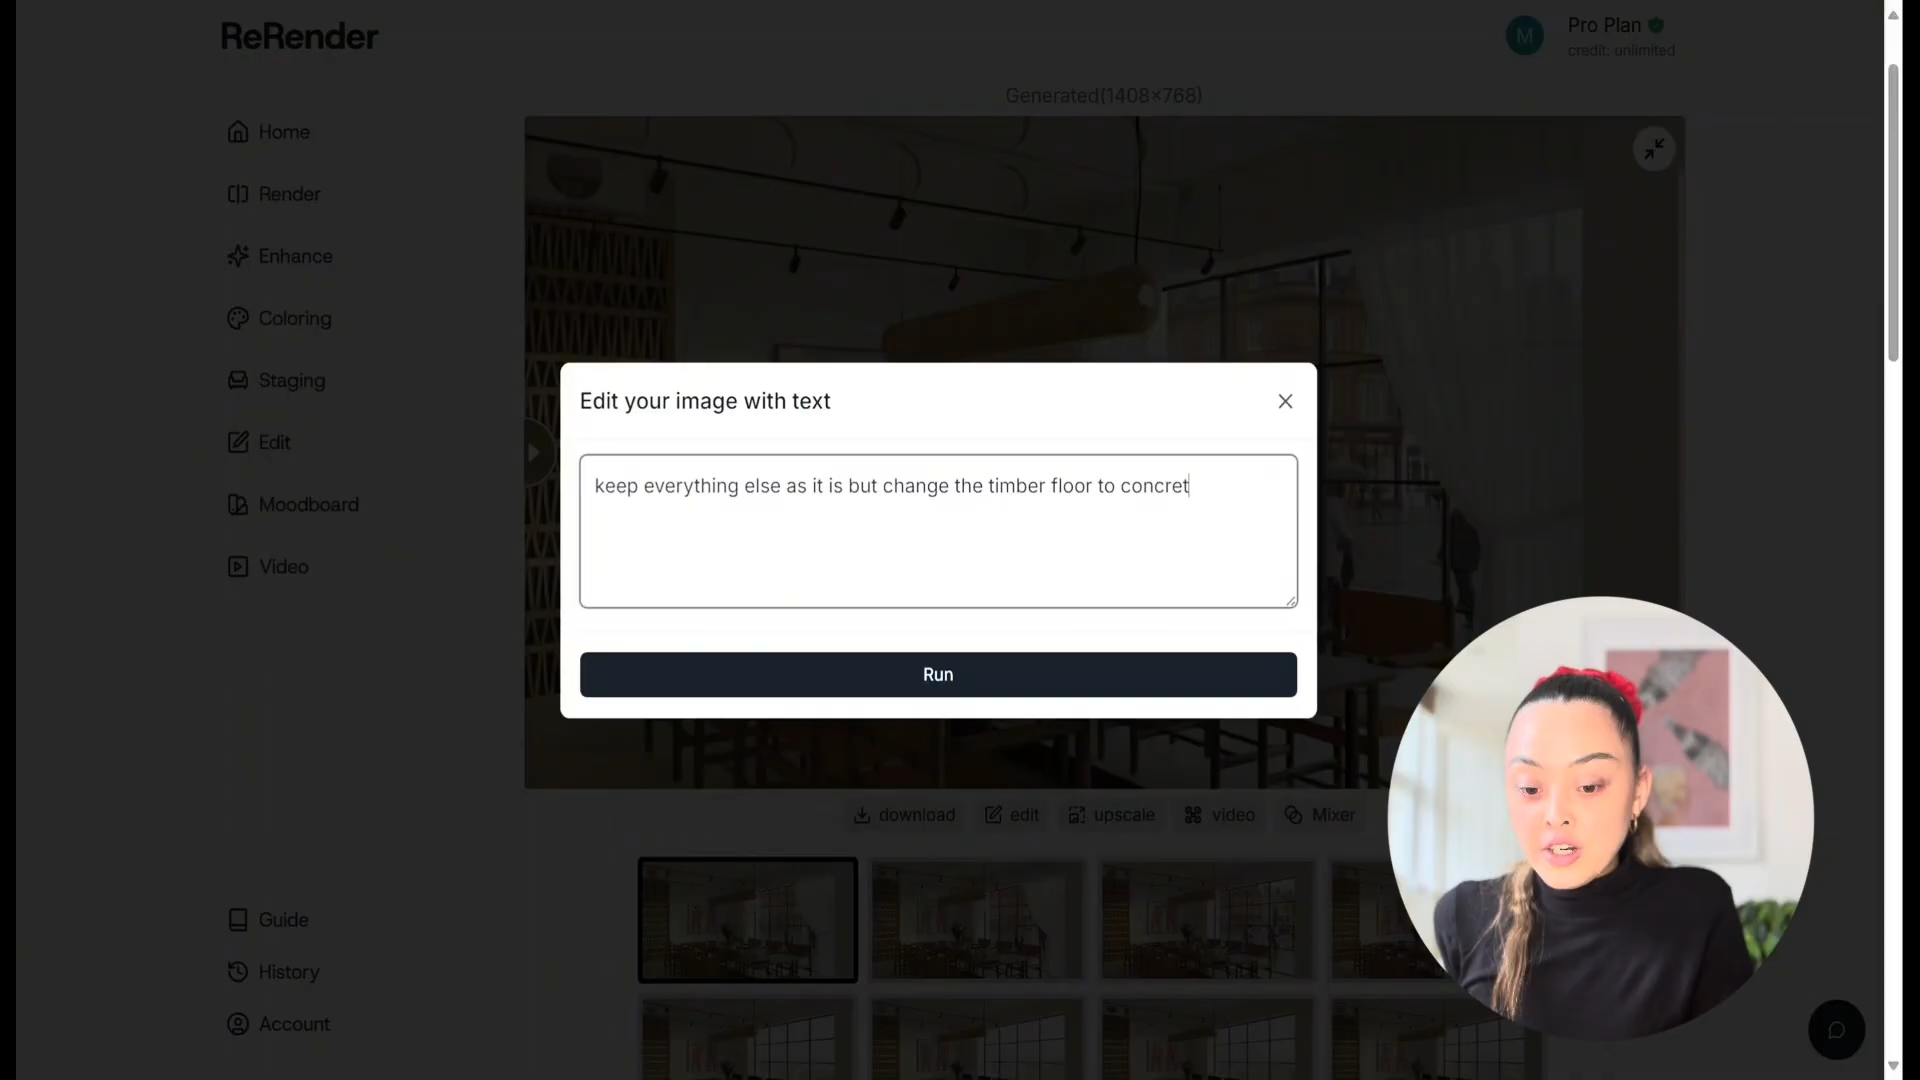 ReRender
M
Pro Plan
credit: unlimited
Generated(1408×768)
Home
Render
Enhance
Coloring
Staging
Edit
Moodboard
Video
Edit your image with text
keep everything else as it is but change the timber floor to concret
Run
download
edit
upscale
video
Mixer
Guide
History
Account